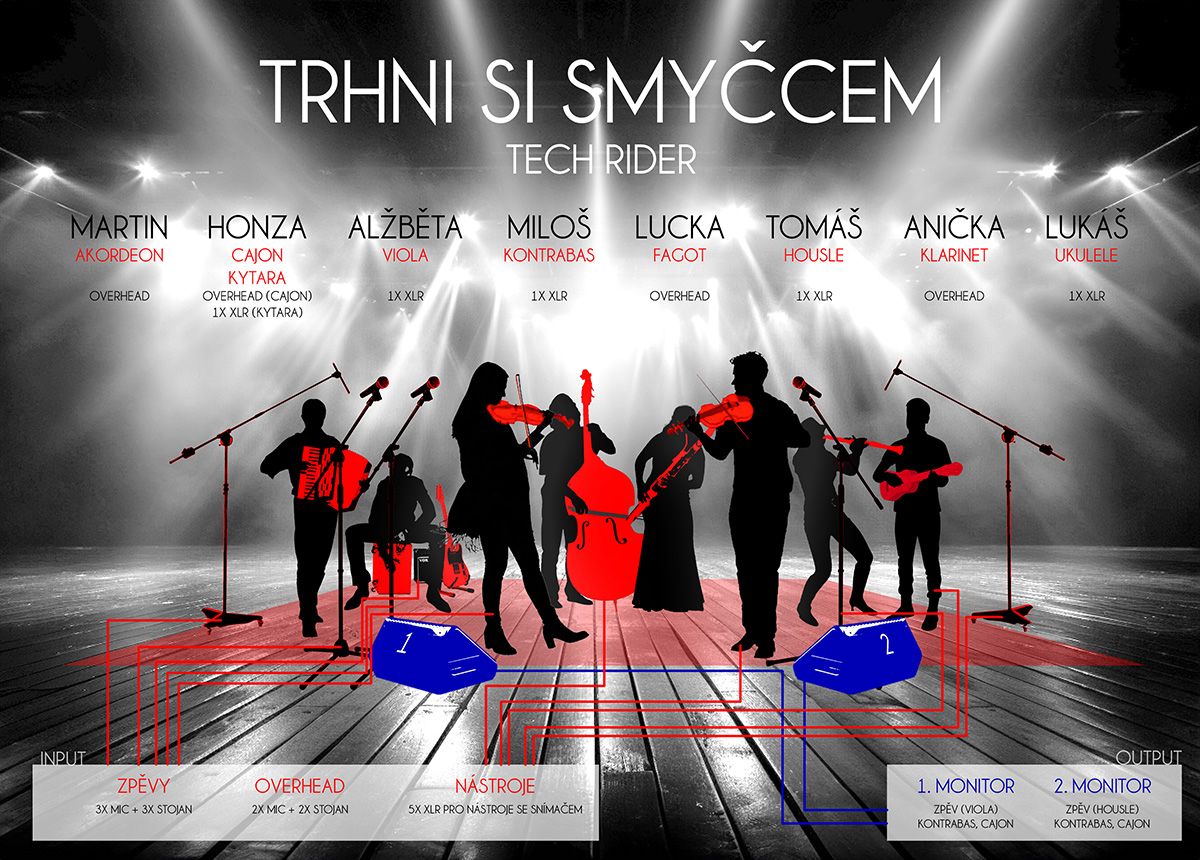 TRHNI SI SMYČCEM
TECH RIDER
MARTIN
AKORDEON
OVERHEAD
HONZA
CAJON
KYTARA
OVERHEAD (CAJON)
1X XLR (KYTARA)
ALŽBĚTA
VIOLA
1X XLR
MILOŠ
KONTRABAS
1X XLR
LUCKA
FAGOT
OVERHEAD
TOMÁŠ
HOUSLE
1X XLR
ANIČKA
KLARINET
OVERHEAD
LUKÁŠ
UKULELE
1X XLR
1
2
INPUT
ZPĚVY
3X MIC + 3X STOJAN
OVERHEAD
2X MIC + 2X STOJAN
NÁSTROJE
5X XLR PRO NÁSTROJE SE SNÍMAČEM
OUTPUT
1. MONITOR
ZPĚV (VIOLA)
KONTRABAS, CAJON
2. MONITOR
ZPĚV (HOUSLE)
KONTRABAS, CAJON